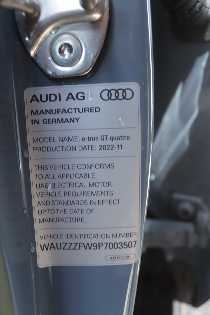 AUDI AG
MANUFACTURED
IN GERMANY
MODEL NAME: e-tron GT quattro
PRODUCTION DATE: 2022-11
THIS VEHICLE CONFORMS
TO ALL APPLICABLE
UAE ELECTRICAL MOTOR
VEHICLE REQUIREMENTS
AND STANDARDS IN EFFECT
UPTO THE DATE OF
MANUFACTURE
VEHICLE IDENTIFICATION NUMBER
WAUZZZFW9P7003507